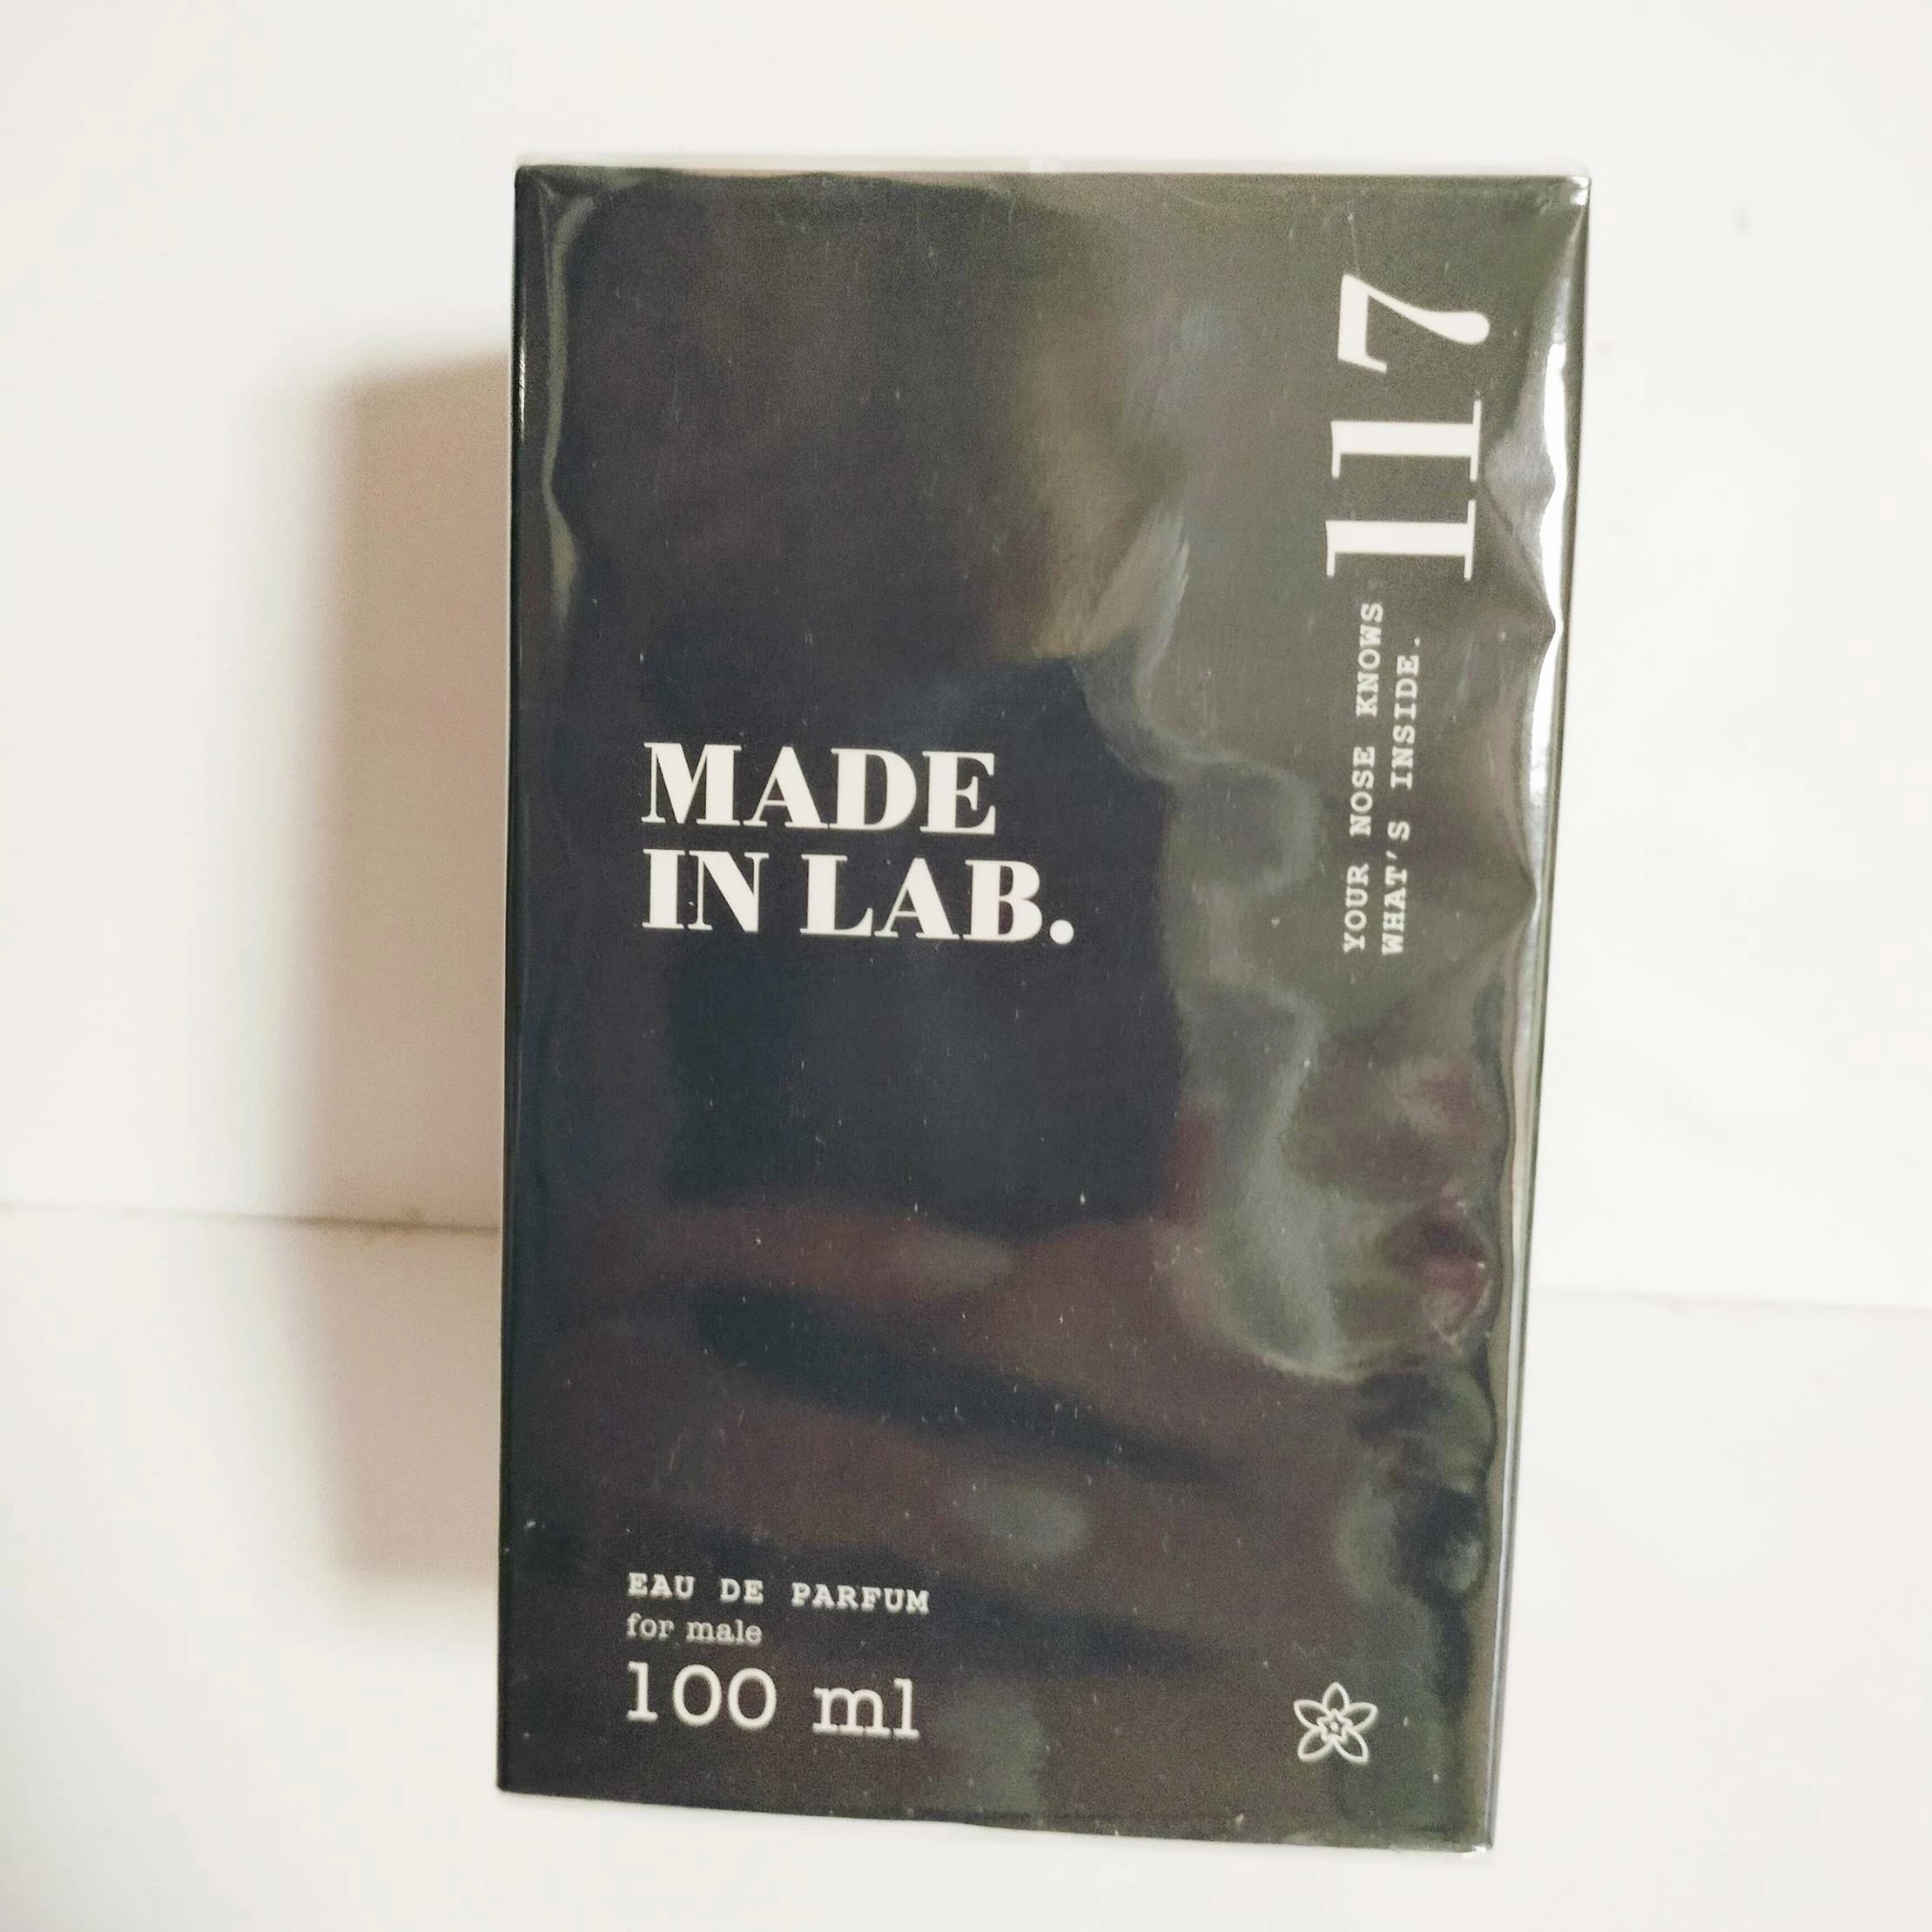 117
YOUR NOSE KNOWS
WHAT'S INSIDE.
MADE
IN LAB.
EAU DE PARFUM
for male
100 ml